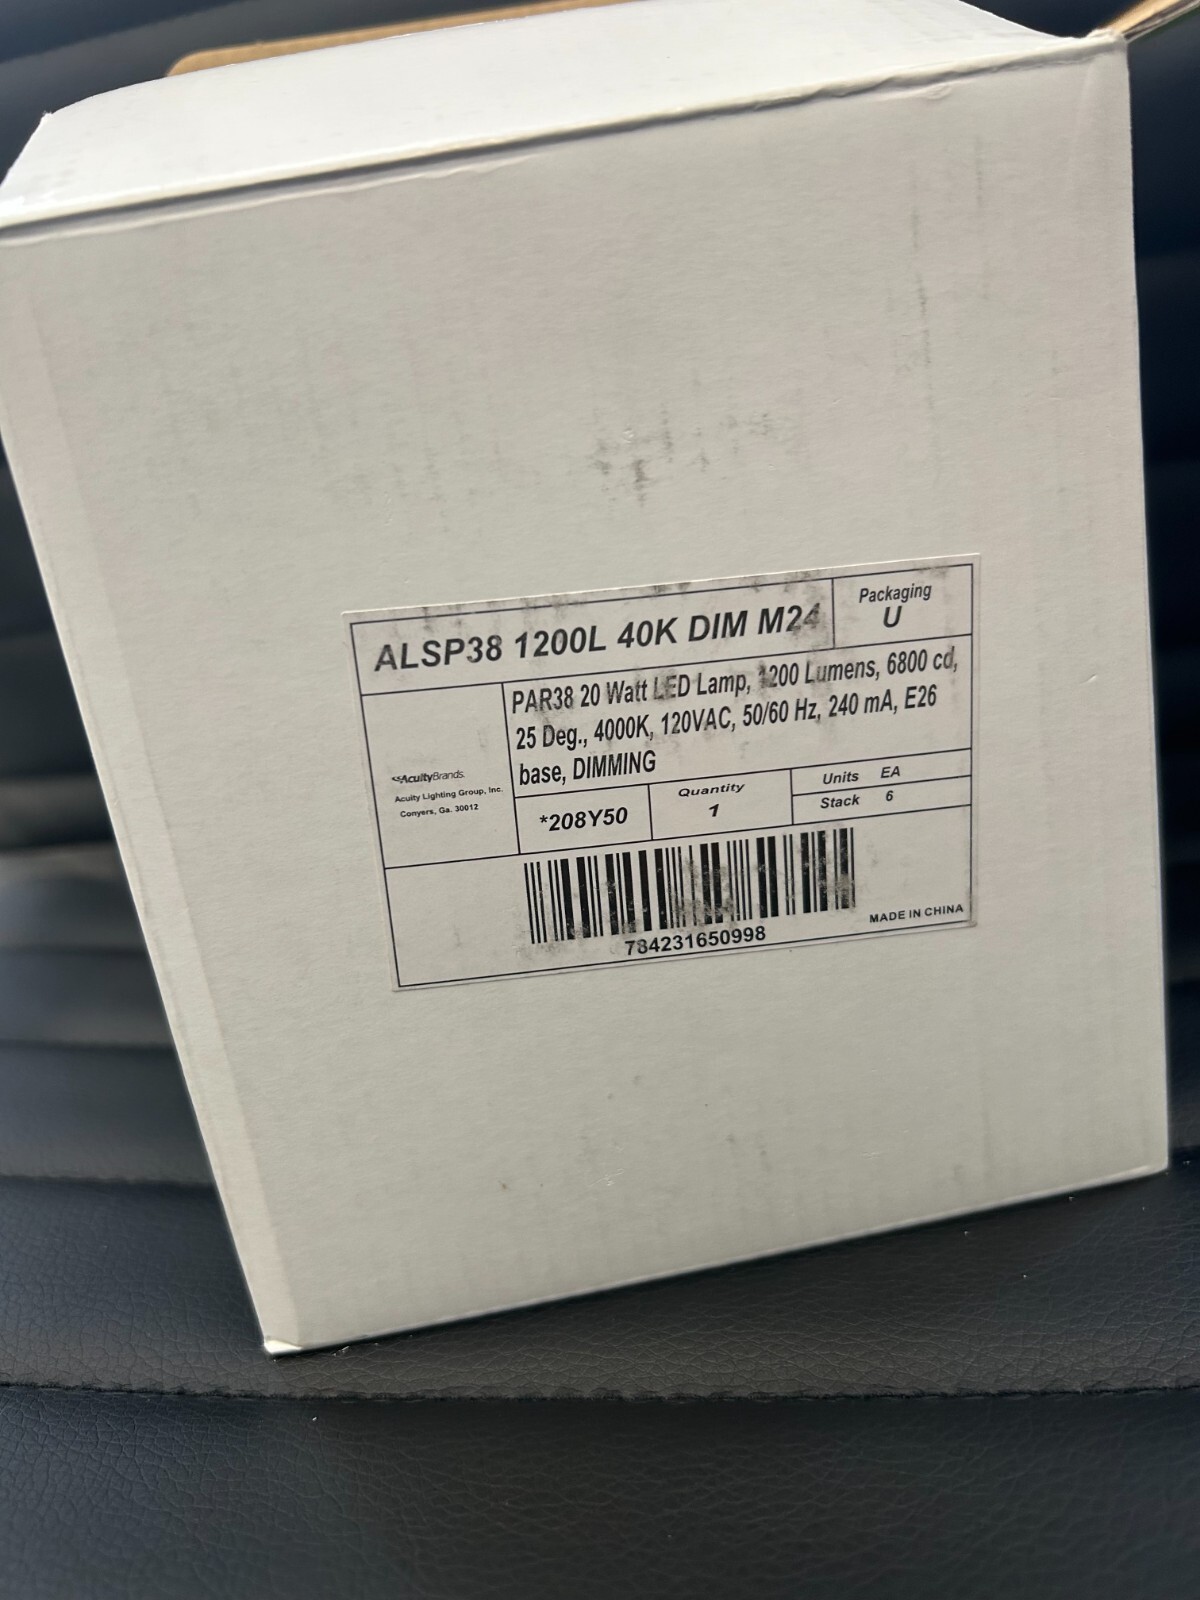 ALSP38 1200L 40K DIM M24
Packaging
U
PAR38 20 Watt LED Lamp, 1200 Lumens, 6800 cd,
25 Deg., 4000K, 120VAC, 50/60 Hz, 240 mA, E26
base, DIMMING
AcuityBrands.
Acuity Lighting Group, Inc.
Conyers, Ga. 30012
*208Y50
Quantity
1
Units EA
Stack 6
784231650998
MADE IN CHINA